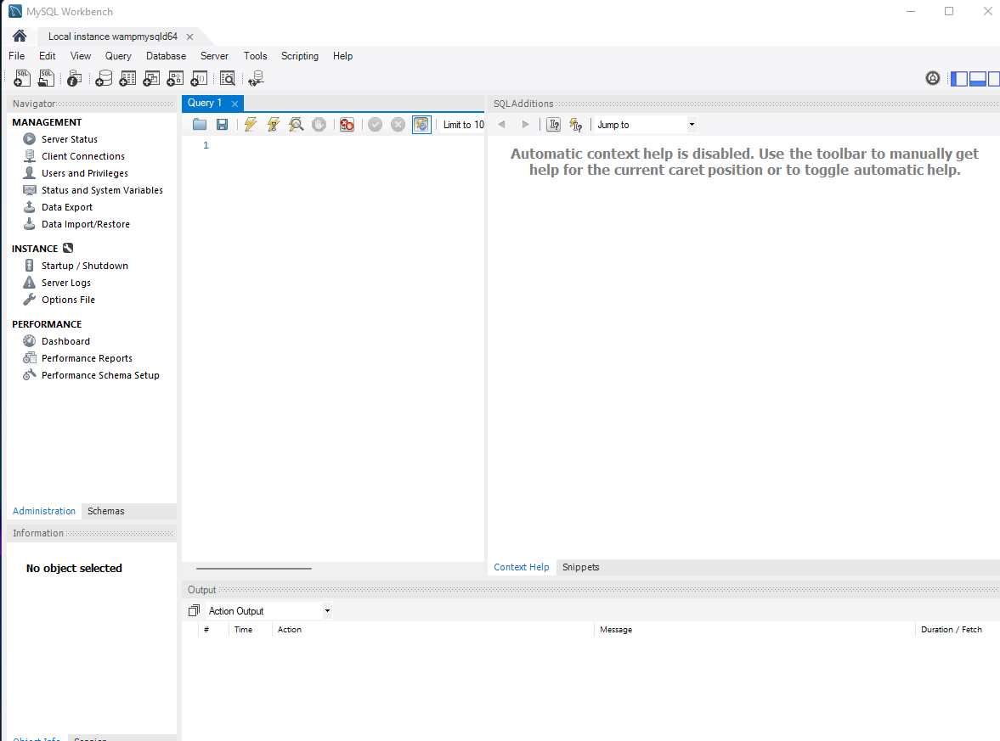 MySQL Workbench
Local instance wampmysqld64
File Edit View Query Database Server Tools Scripting Help
Navigator
MANAGEMENT
Server Status
Client Connections
Users and Privileges
Status and System Variables
Data Export
Data Import/Restore
INSTANCE
Startup / Shutdown
Server Logs
Options File
PERFORMANCE
Dashboard
Performance Reports
Performance Schema Setup
Administration Schemas
Information
No object selected
Object Info Session
Query 1
Limit to 10
1
SQLAdditions
Jump to
Automatic context help is disabled. Use the toolbar to manually get
help for the current caret position or to toggle automatic help.
Context Help Snippets
Output
Action Output
# Time Action Message Duration / Fetch